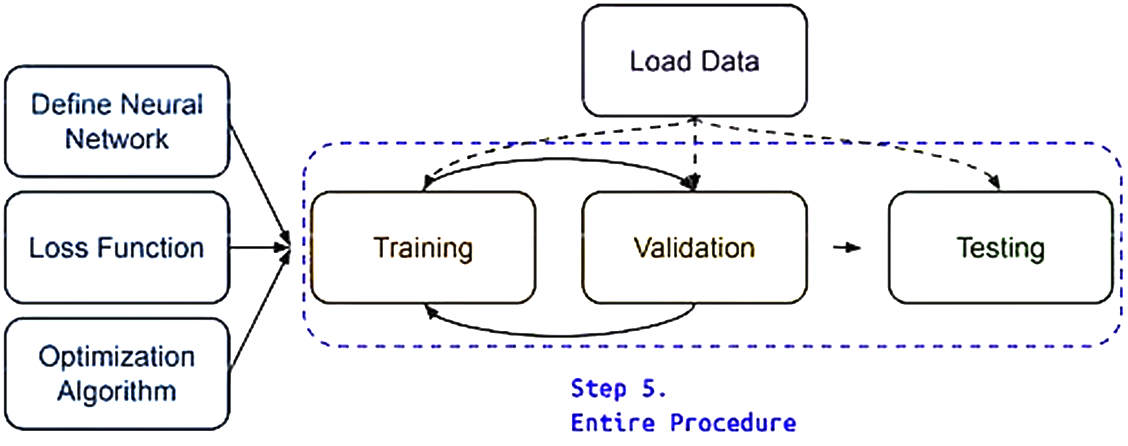 Load Data
Define Neural
Network
Loss Function
Optimization
Algorithm
Training
Validation
Testing
Step 5.
Entire Procedure